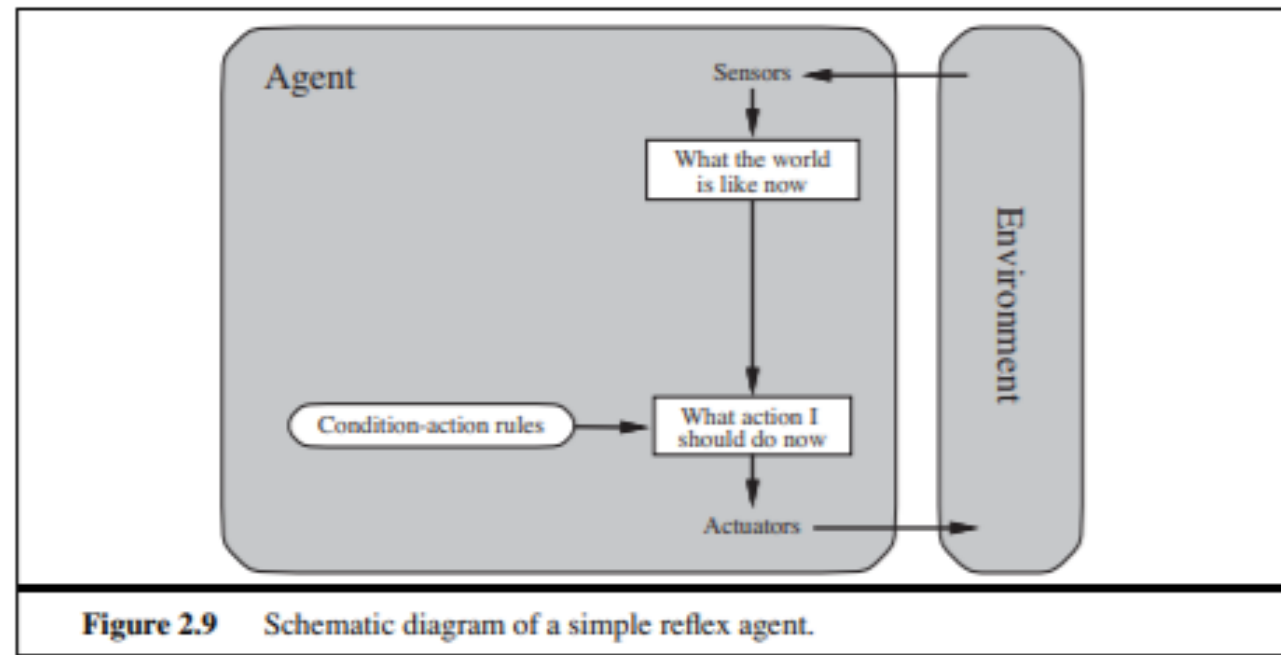 Agent
Sensors
What the world
is like now
Environment
Condition-action rules
What action I
should do now
Actuators
Figure 2.9 Schematic diagram of a simple reflex agent.